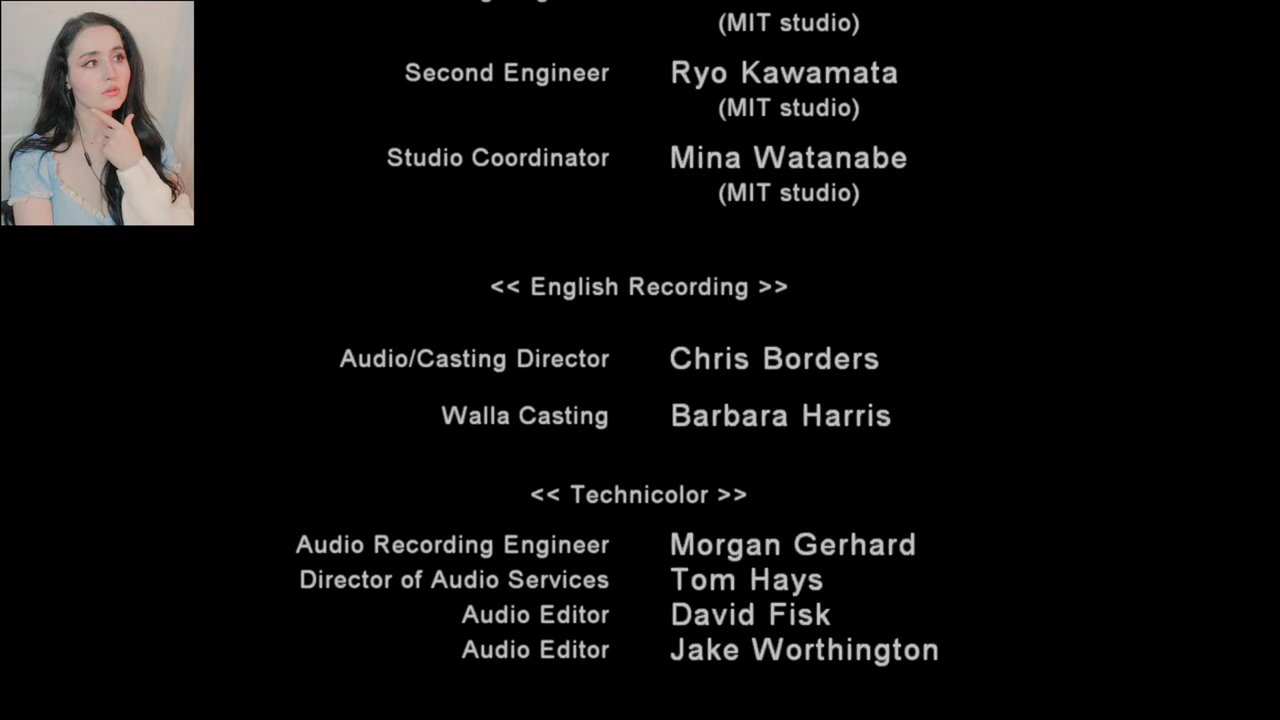 (MIT studio)
Second Engineer Ryo Kawamata
(MIT studio)
Studio Coordinator Mina Watanabe
(MIT studio)
<< English Recording >>
Audio/Casting Director Chris Borders
Walla Casting Barbara Harris
<< Technicolor >>
Audio Recording Engineer Morgan Gerhard
Director of Audio Services Tom Hays
Audio Editor David Fisk
Audio Editor Jake Worthington